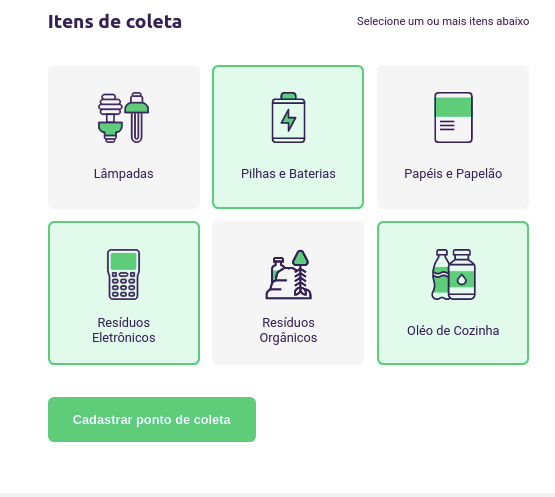 Itens de coleta
Selecione um ou mais itens abaixo
Lâmpadas
Pilhas e Baterias
Papéis e Papelão
Resíduos
Eletrônicos
Resíduos
Orgânicos
Oléo de Cozinha
Cadastrar ponto de coleta